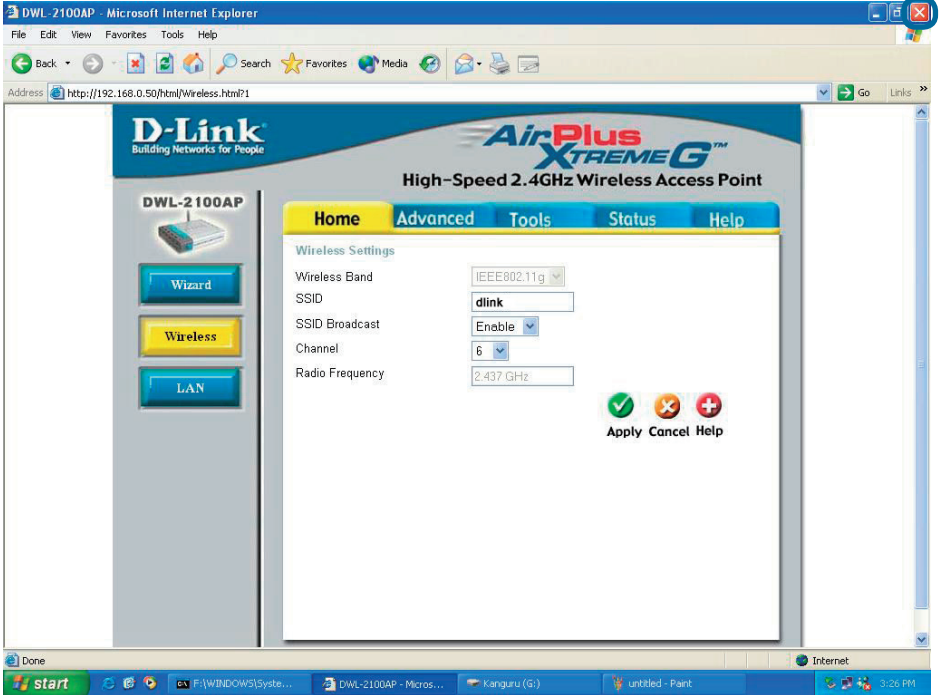 DWL-2100AP - Microsoft Internet Explorer
File Edit View Favorites Tools Help
Back Search Favorites Media
Address http://192.168.0.50/html/Wireless.html?1 Go Links »
D-Link
Building Networks for People
AirPlus
XTREME G™
High-Speed 2.4GHz Wireless Access Point
DWL-2100AP
Home Advanced Tools Status Help
Wireless Settings
Wizard
Wireless Band IEEE802.11g
SSID dlink
SSID Broadcast Enable
Wireless
Channel 6
Radio Frequency 2.437 GHz
LAN
Apply Cancel Help
Done Internet
start F:\WINDOWS\Syste... DWL-2100AP - Micros... Kanguru (G:) untitled - Paint 3:26 PM